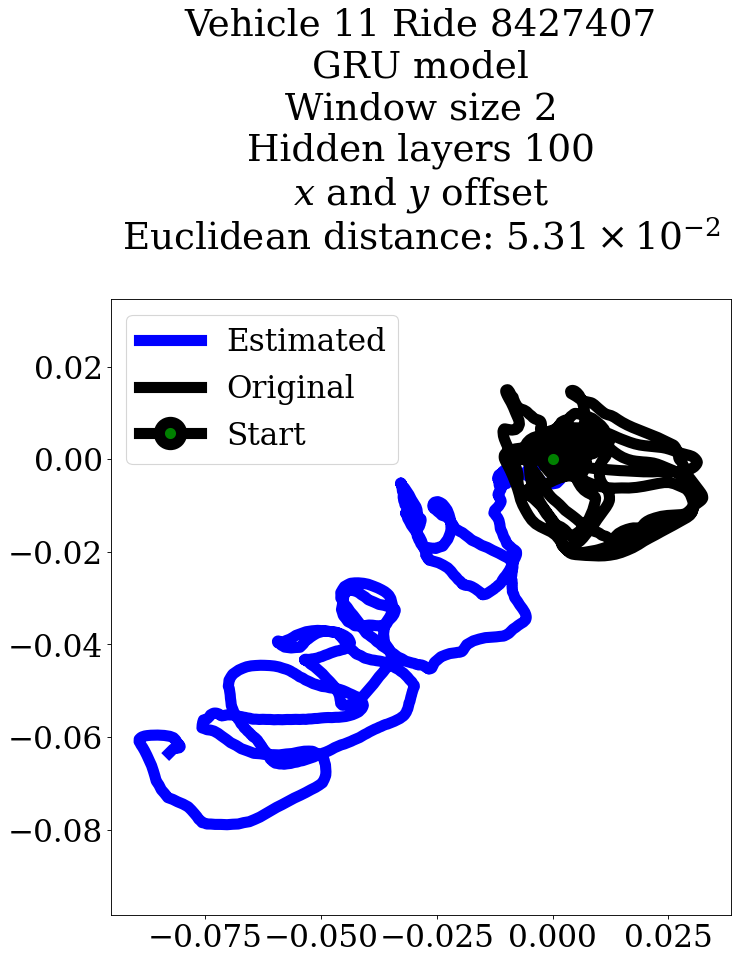 Vehicle 11 Ride 8427407
GRU model
Window size 2
Hidden layers 100
x and y offset
Euclidean distance: 5.31 × 10⁻²
Estimated
Original
Start
0.02
0.00
−0.02
−0.04
−0.06
−0.08
−0.075 −0.050 −0.025 0.000 0.025